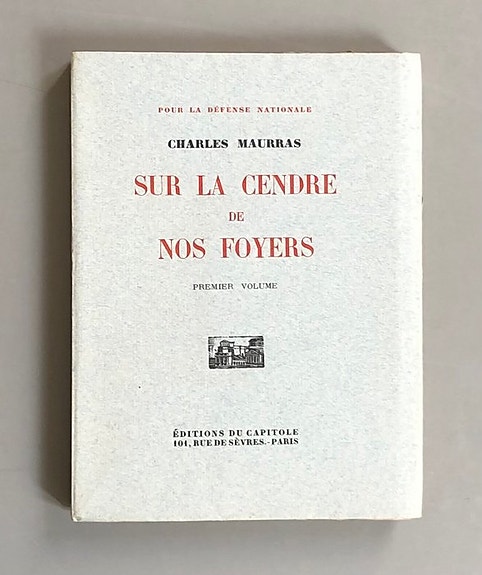 POUR LA DÉFENSE NATIONALE
CHARLES MAURRAS
SUR LA CENDRE
DE
NOS FOYERS
PREMIER VOLUME
ÉDITIONS DU CAPITOLE
101, RUE DE SÈVRES.-PARIS